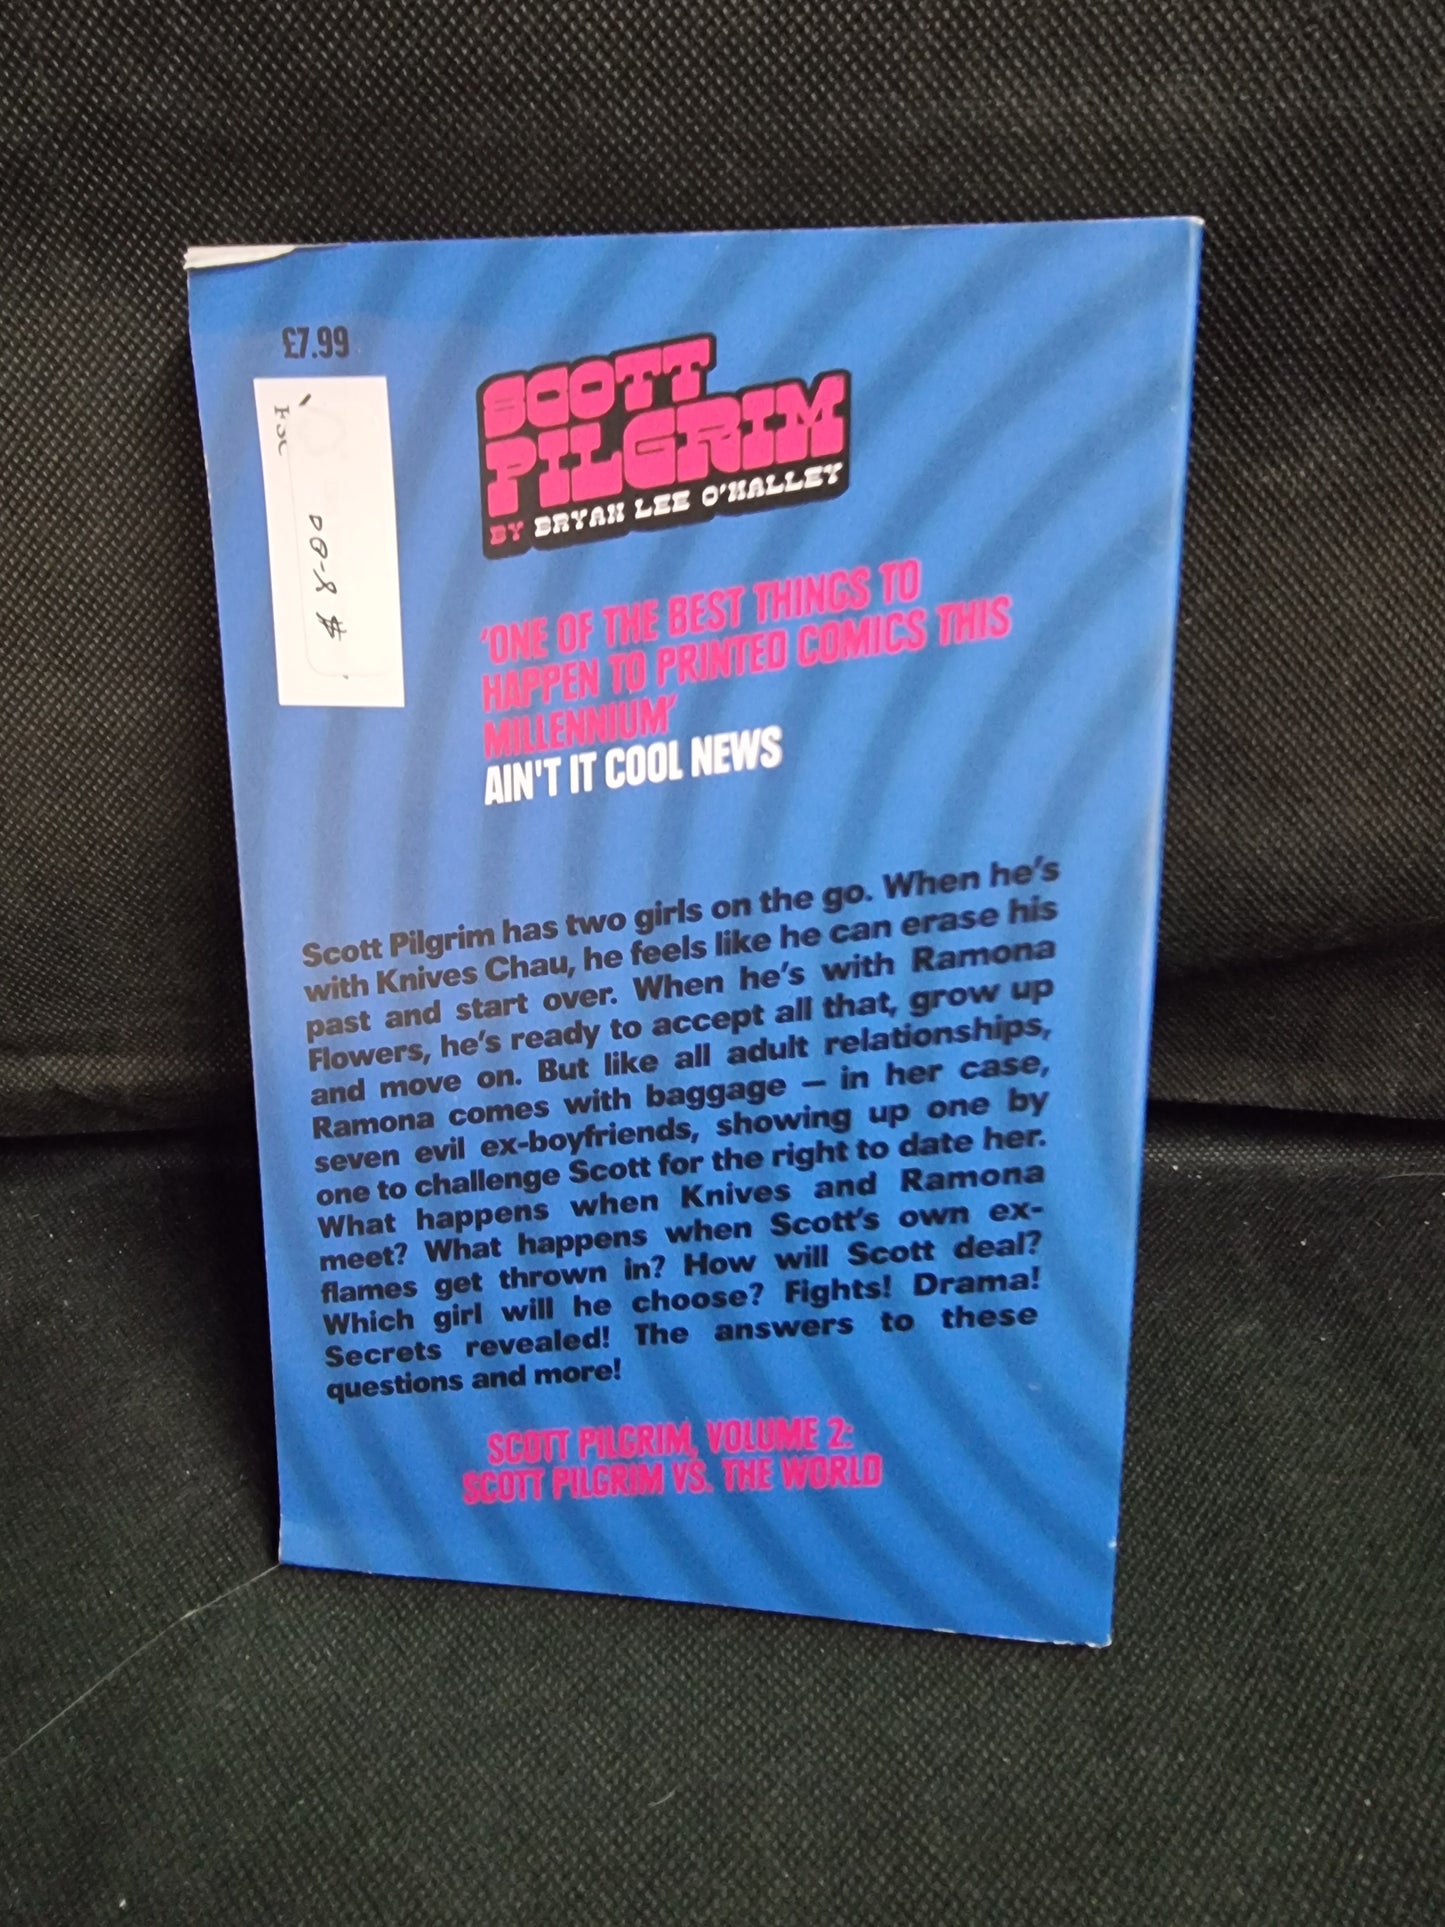 £7.99
SCOTT
PILGRIM
BY BRYAN LEE O'MALLEY
'ONE OF THE BEST THINGS TO
HAPPEN TO PRINTED COMICS THIS
MILLENNIUM'
AIN'T IT COOL NEWS
Scott Pilgrim has two girls on the go. When he's
with Knives Chau, he feels like he can erase his
past and start over. When he's with Ramona
Flowers, he's ready to accept all that, grow up
and move on. But like all adult relationships,
Ramona comes with baggage – in her case,
seven evil ex-boyfriends, showing up one by
one to challenge Scott for the right to date her.
What happens when Knives and Ramona
meet? What happens when Scott's own ex-
flames get thrown in? How will Scott deal?
Which girl will he choose? Fights! Drama!
Secrets revealed! The answers to these
questions and more!
SCOTT PILGRIM, VOLUME 2:
SCOTT PILGRIM VS. THE WORLD